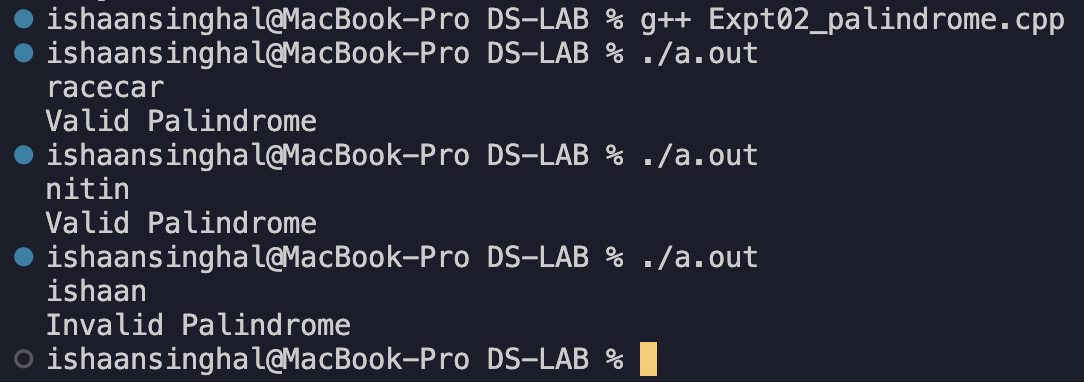 ishaansinghal@MacBook-Pro DS-LAB % g++ Expt02_palindrome.cpp
ishaansinghal@MacBook-Pro DS-LAB % ./a.out
racecar
Valid Palindrome
ishaansinghal@MacBook-Pro DS-LAB % ./a.out
nitin
Valid Palindrome
ishaansinghal@MacBook-Pro DS-LAB % ./a.out
ishaan
Invalid Palindrome
ishaansinghal@MacBook-Pro DS-LAB %